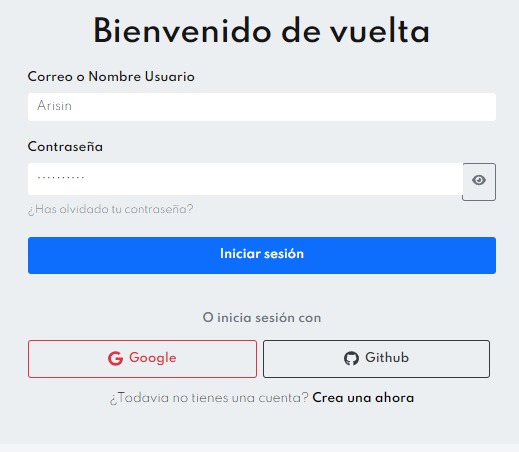 Bienvenido de vuelta
Correo o Nombre Usuario
Arisin
Contraseña
··········
¿Has olvidado tu contraseña?
Iniciar sesión
O inicia sesión con
Google
Github
¿Todavia no tienes una cuenta? Crea una ahora